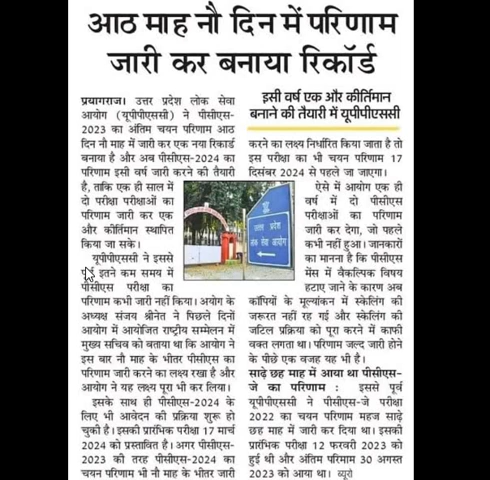 आठ माह नौ दिन में परिणाम
जारी कर बनाया रिकॉर्ड
प्रयागराज। उत्तर प्रदेश लोक सेवा
आयोग (यूपीपीएससी) ने पीसीएस-
2023 का अंतिम चयन परिणाम आठ
दिन नौ माह में जारी कर एक नया रिकार्ड
बनाया है और अब पीसीएस-2024 का
परिणाम इसी वर्ष जारी करने की तैयारी
है, ताकि एक ही साल में
दो परीक्षा परीक्षाओं का
परिणाम जारी कर एक
और कीर्तिमान स्थापित
किया जा सके।
यूपीपीएससी ने इससे
इतने कम समय में
पीसीएस परीक्षा का
परिणाम कभी जारी नहीं किया। अयोग के
अध्यक्ष संजय श्रीनेत ने पिछले दिनों
आयोग में आयोजित राष्ट्रीय सम्मेलन में
मुख्य सचिव को वताया था कि आयोग ने
इस बार नौ माह के भीतर पीसीएस का
परिणाम जारी करने का लक्ष्य रखा है और
आयोग ने यह लक्ष्य पूरा भी कर लिया।
इसके साथ ही पीसीएस-2024 के
लिए भी आवेदन की प्रक्रिया शुरू हो
चुकी है। इसकी प्रारंभिक परीक्षा 17 मार्च
2024 को प्रस्तावित है। अगर पीसीएस-
2023 की तरह पीसीएस-2024 का
चयन परिणाम भी नौ माह के भीतर जारी
इसी वर्ष एक और कीर्तिमान
बनाने की तैयारी में यूपीपीएससी
करने का लक्ष्य निर्धारित किया जाता है तो
इस परीक्षा का भी चयन परिणाम 17
दिसंबर 2024 से पहले जा जाएगा।
ऐसे में आयोग एक ही
वर्ष में दो पीसीएस
परीक्षाओं का परिणाम
जारी कर देगा, जो पहले
कभी नहीं हुआ। जानकारों
का मानना है कि पीसीएस
मेंस में वैकल्पिक विषय
हटाए जाने के कारण अब
कॉपियों के मूल्यांकन में स्केलिंग की
जरूरत नहीं रह गई और स्केलिंग की
जटिल प्रक्रिया को पूरा करने में काफी
वक्त लगता था। परिणाम जल्द जारी होने
के पीछे एक वजह यह भी है।
साढ़े छह माह में आया था पीसीएस-
जे का परिणाम : इससे पूर्व
यूपीपीएससी ने पीसीएस-जे परीक्षा
2022 का चयन परिणाम महज साढ़े
छह माह में जारी कर दिया था। इसकी
प्रारंभिक परीक्षा 12 फरवरी 2023 को
हुई थी और अंतिम परिमाम 30 अगस्त
2023 को आया था। ब्यूरो
उत्तर प्रदेश
लोक सेवा आयोग